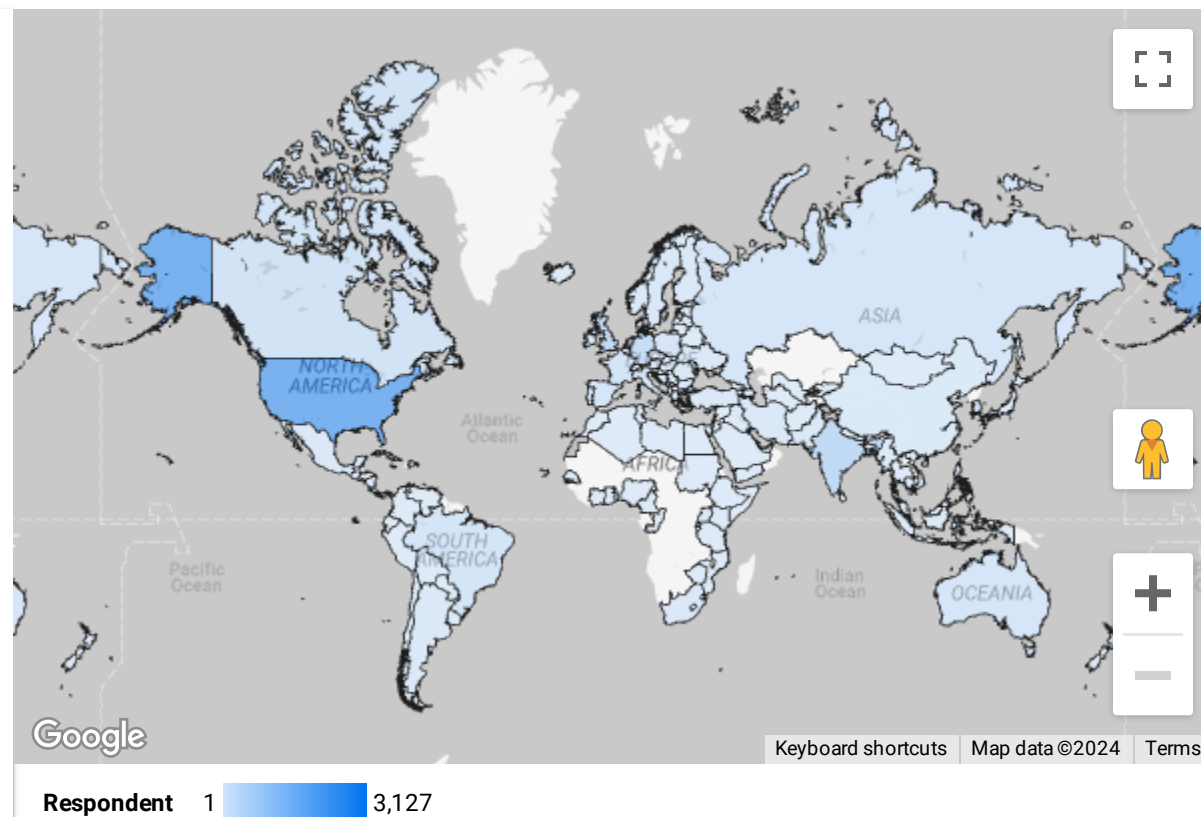 ASIA
NORTH
AMERICA
Atlantic
Ocean
AFRICA
SOUTH
AMERICA
Pacific
Ocean
Indian
Ocean
OCEANIA
Google
Keyboard shortcuts
Map data ©2024
Terms
Respondent 1 3,127